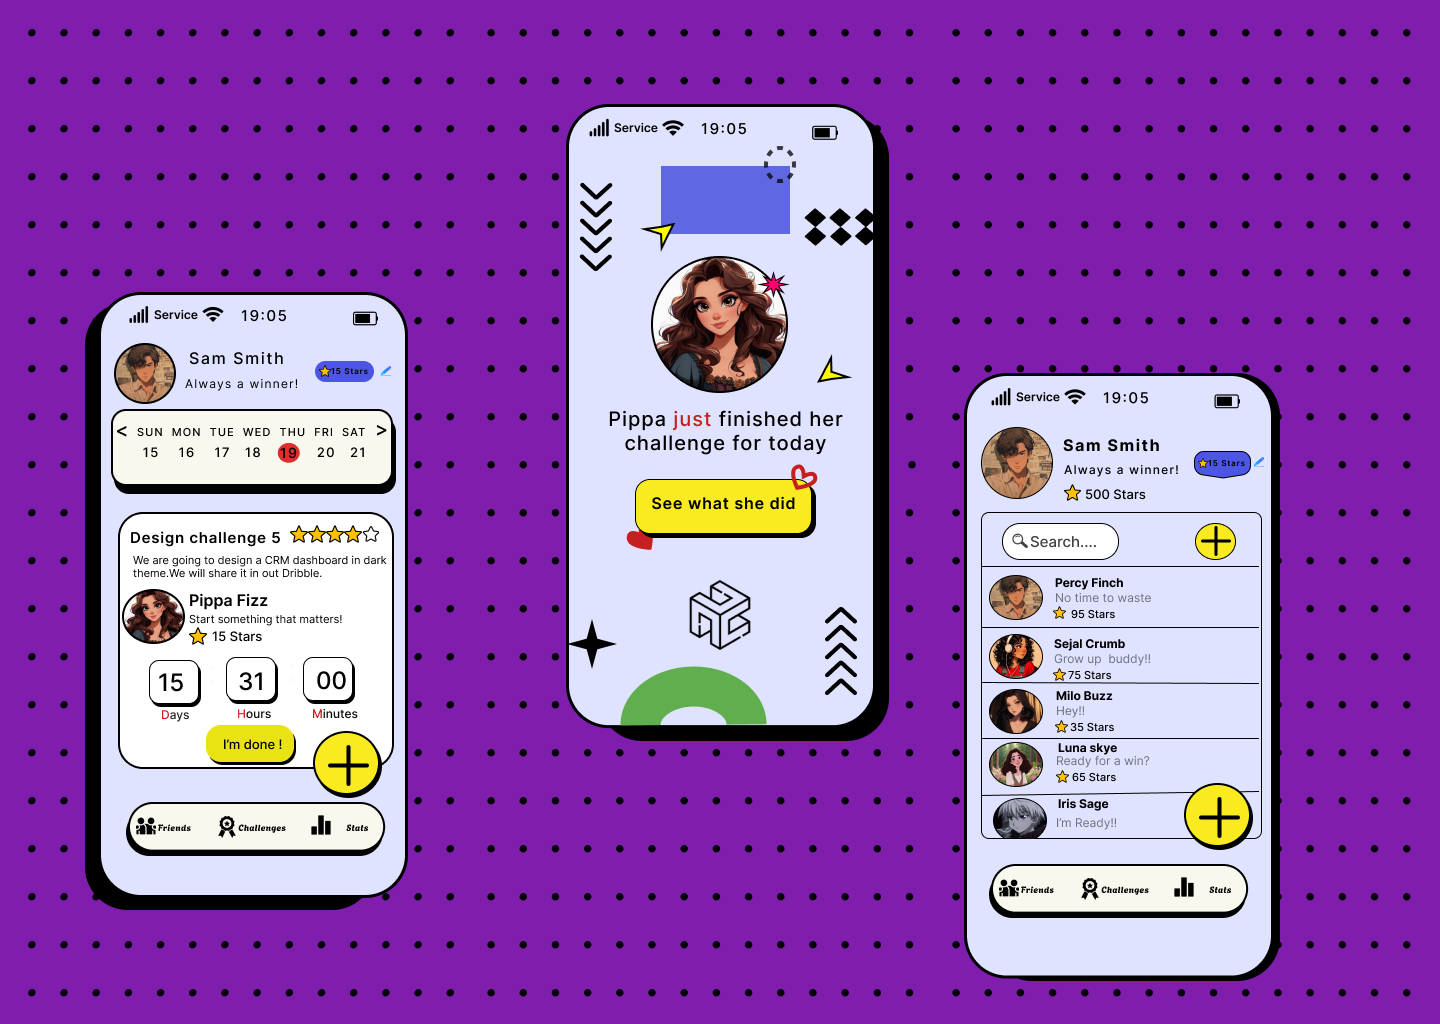 Service 19:05
Sam Smith
Always a winner!
15 Stars
< SUN MON TUE WED THU FRI SAT >
15 16 17 18 19 20 21
Design challenge 5
We are going to design a CRM dashboard in dark
theme.We will share it in out Dribble.
Pippa Fizz
Start something that matters!
15 Stars
15 31 00
Days Hours Minutes
I'm done !
Friends Challenges Stats
Service 19:05
Pippa just finished her
challenge for today
See what she did
Service 19:05
Sam Smith
Always a winner!
15 Stars
500 Stars
Search....
Percy Finch
No time to waste
95 Stars
Sejal Crumb
Grow up buddy!!
75 Stars
Milo Buzz
Hey!!
35 Stars
Luna skye
Ready for a win?
65 Stars
Iris Sage
I'm Ready!!
Friends Challenges Stats